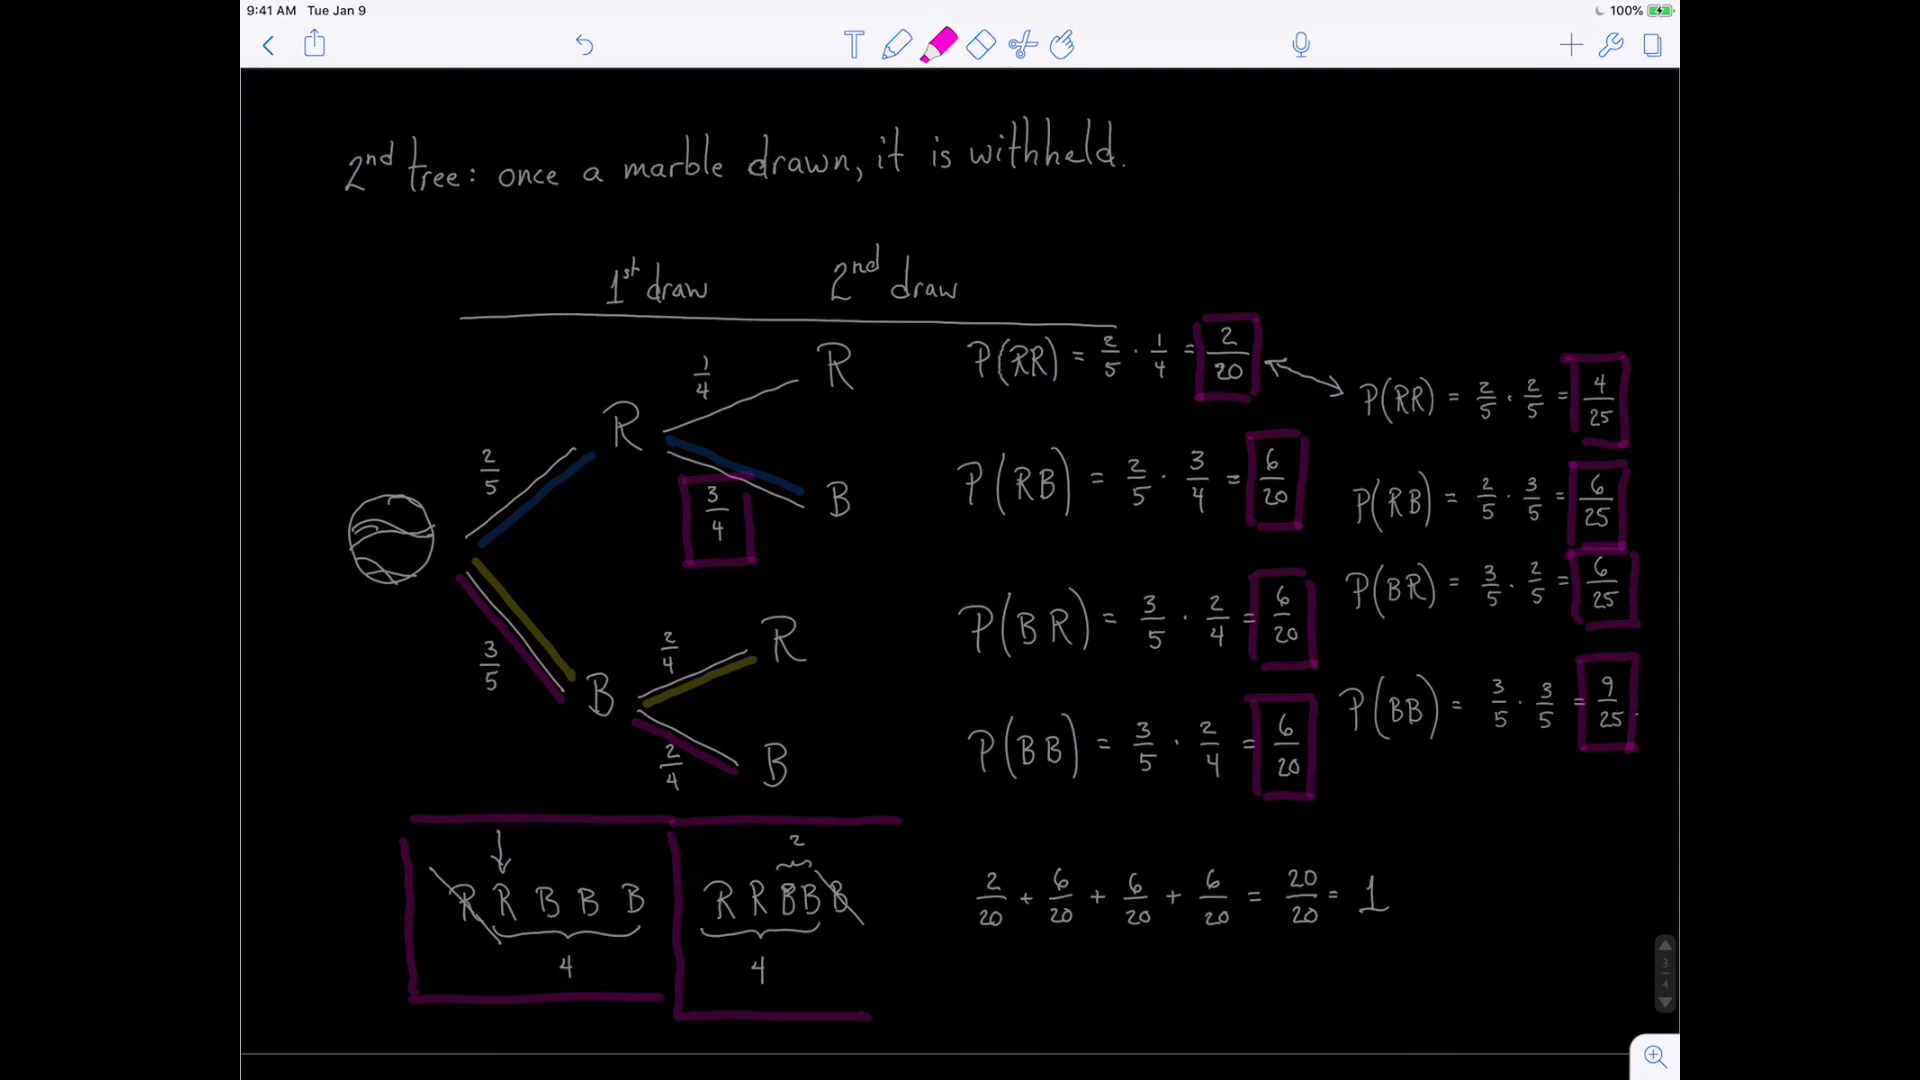 9:41 AM Tue Jan 9
100%
T
2nd tree: once a marble drawn, it is withheld.
1st draw 2nd draw
2/5 R 1/4 R
3/4 B
3/5 B 2/4 R
2/4 B
P(RR) = 2/5 · 1/4 = 2/20
P(RB) = 2/5 · 3/4 = 6/20
P(BR) = 3/5 · 2/4 = 6/20
P(BB) = 3/5 · 2/4 = 6/20
P(RR) = 2/5 · 2/5 = 4/25
P(RB) = 2/5 · 3/5 = 6/25
P(BR) = 3/5 · 2/5 = 6/25
P(BB) = 3/5 · 3/5 = 9/25.
R R B B B
4
2
R R B B B
4
2/20 + 6/20 + 6/20 + 6/20 = 20/20 = 1
3/4